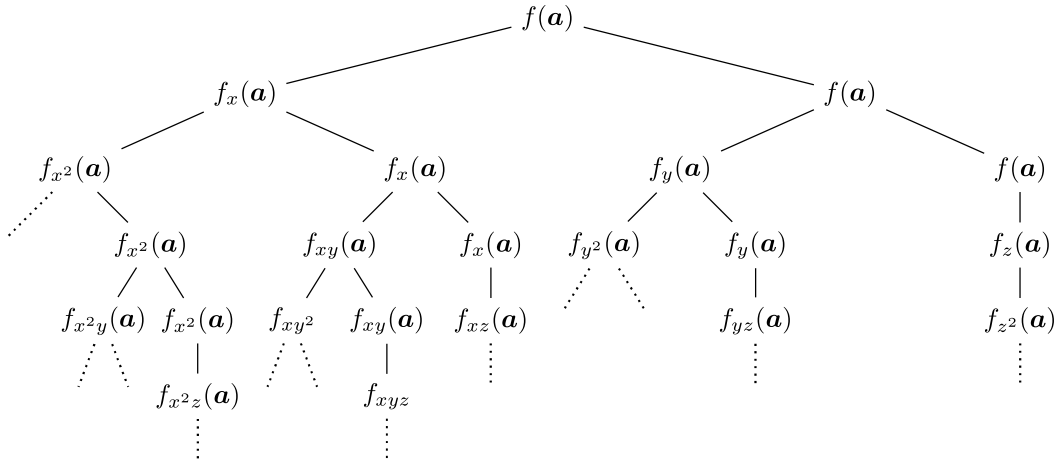 f(𝒂)
f_x(𝒂) f(𝒂)
f_{x^2}(𝒂) f_x(𝒂) f_y(𝒂) f(𝒂)
f_{x^2}(𝒂) f_{xy}(𝒂) f_x(𝒂) f_{y^2}(𝒂) f_y(𝒂) f_z(𝒂)
f_{x^2y}(𝒂) f_{x^2}(𝒂) f_{xy^2} f_{xy}(𝒂) f_{xz}(𝒂) f_{yz}(𝒂) f_{z^2}(𝒂)
f_{x^2z}(𝒂) f_{xyz}